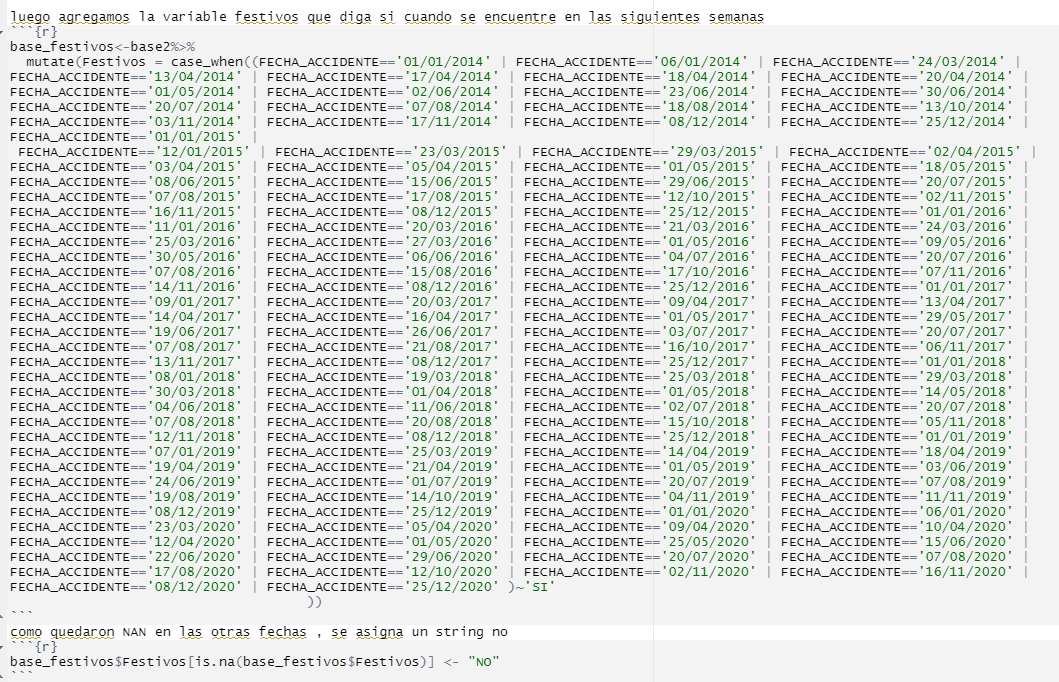 luego agregamos la variable festivos que diga si cuando se encuentre en las siguientes semanas
```{r}
base_festivos<-base2%>%
mutate(Festivos = case_when((FECHA_ACCIDENTE=='01/01/2014' | FECHA_ACCIDENTE=='06/01/2014' | FECHA_ACCIDENTE=='24/03/2014' |
FECHA_ACCIDENTE=='13/04/2014' | FECHA_ACCIDENTE=='17/04/2014' | FECHA_ACCIDENTE=='18/04/2014' | FECHA_ACCIDENTE=='20/04/2014' |
FECHA_ACCIDENTE=='01/05/2014' | FECHA_ACCIDENTE=='02/06/2014' | FECHA_ACCIDENTE=='23/06/2014' | FECHA_ACCIDENTE=='30/06/2014' |
FECHA_ACCIDENTE=='20/07/2014' | FECHA_ACCIDENTE=='07/08/2014' | FECHA_ACCIDENTE=='18/08/2014' | FECHA_ACCIDENTE=='13/10/2014' |
FECHA_ACCIDENTE=='03/11/2014' | FECHA_ACCIDENTE=='17/11/2014' | FECHA_ACCIDENTE=='08/12/2014' | FECHA_ACCIDENTE=='25/12/2014' |
FECHA_ACCIDENTE=='01/01/2015' |
FECHA_ACCIDENTE=='12/01/2015' | FECHA_ACCIDENTE=='23/03/2015' | FECHA_ACCIDENTE=='29/03/2015' | FECHA_ACCIDENTE=='02/04/2015' |
FECHA_ACCIDENTE=='03/04/2015' | FECHA_ACCIDENTE=='05/04/2015' | FECHA_ACCIDENTE=='01/05/2015' | FECHA_ACCIDENTE=='18/05/2015' |
FECHA_ACCIDENTE=='08/06/2015' | FECHA_ACCIDENTE=='15/06/2015' | FECHA_ACCIDENTE=='29/06/2015' | FECHA_ACCIDENTE=='20/07/2015' |
FECHA_ACCIDENTE=='07/08/2015' | FECHA_ACCIDENTE=='17/08/2015' | FECHA_ACCIDENTE=='12/10/2015' | FECHA_ACCIDENTE=='02/11/2015' |
FECHA_ACCIDENTE=='16/11/2015' | FECHA_ACCIDENTE=='08/12/2015' | FECHA_ACCIDENTE=='25/12/2015' | FECHA_ACCIDENTE=='01/01/2016' |
FECHA_ACCIDENTE=='11/01/2016' | FECHA_ACCIDENTE=='20/03/2016' | FECHA_ACCIDENTE=='21/03/2016' | FECHA_ACCIDENTE=='24/03/2016' |
FECHA_ACCIDENTE=='25/03/2016' | FECHA_ACCIDENTE=='27/03/2016' | FECHA_ACCIDENTE=='01/05/2016' | FECHA_ACCIDENTE=='09/05/2016' |
FECHA_ACCIDENTE=='30/05/2016' | FECHA_ACCIDENTE=='06/06/2016' | FECHA_ACCIDENTE=='04/07/2016' | FECHA_ACCIDENTE=='20/07/2016' |
FECHA_ACCIDENTE=='07/08/2016' | FECHA_ACCIDENTE=='15/08/2016' | FECHA_ACCIDENTE=='17/10/2016' | FECHA_ACCIDENTE=='07/11/2016' |
FECHA_ACCIDENTE=='14/11/2016' | FECHA_ACCIDENTE=='08/12/2016' | FECHA_ACCIDENTE=='25/12/2016' | FECHA_ACCIDENTE=='01/01/2017' |
FECHA_ACCIDENTE=='09/01/2017' | FECHA_ACCIDENTE=='20/03/2017' | FECHA_ACCIDENTE=='09/04/2017' | FECHA_ACCIDENTE=='13/04/2017' |
FECHA_ACCIDENTE=='14/04/2017' | FECHA_ACCIDENTE=='16/04/2017' | FECHA_ACCIDENTE=='01/05/2017' | FECHA_ACCIDENTE=='29/05/2017' |
FECHA_ACCIDENTE=='19/06/2017' | FECHA_ACCIDENTE=='26/06/2017' | FECHA_ACCIDENTE=='03/07/2017' | FECHA_ACCIDENTE=='20/07/2017' |
FECHA_ACCIDENTE=='07/08/2017' | FECHA_ACCIDENTE=='21/08/2017' | FECHA_ACCIDENTE=='16/10/2017' | FECHA_ACCIDENTE=='06/11/2017' |
FECHA_ACCIDENTE=='13/11/2017' | FECHA_ACCIDENTE=='08/12/2017' | FECHA_ACCIDENTE=='25/12/2017' | FECHA_ACCIDENTE=='01/01/2018' |
FECHA_ACCIDENTE=='08/01/2018' | FECHA_ACCIDENTE=='19/03/2018' | FECHA_ACCIDENTE=='25/03/2018' | FECHA_ACCIDENTE=='29/03/2018' |
FECHA_ACCIDENTE=='30/03/2018' | FECHA_ACCIDENTE=='01/04/2018' | FECHA_ACCIDENTE=='01/05/2018' | FECHA_ACCIDENTE=='14/05/2018' |
FECHA_ACCIDENTE=='04/06/2018' | FECHA_ACCIDENTE=='11/06/2018' | FECHA_ACCIDENTE=='02/07/2018' | FECHA_ACCIDENTE=='20/07/2018' |
FECHA_ACCIDENTE=='07/08/2018' | FECHA_ACCIDENTE=='20/08/2018' | FECHA_ACCIDENTE=='15/10/2018' | FECHA_ACCIDENTE=='05/11/2018' |
FECHA_ACCIDENTE=='12/11/2018' | FECHA_ACCIDENTE=='08/12/2018' | FECHA_ACCIDENTE=='25/12/2018' | FECHA_ACCIDENTE=='01/01/2019' |
FECHA_ACCIDENTE=='07/01/2019' | FECHA_ACCIDENTE=='25/03/2019' | FECHA_ACCIDENTE=='14/04/2019' | FECHA_ACCIDENTE=='18/04/2019' |
FECHA_ACCIDENTE=='19/04/2019' | FECHA_ACCIDENTE=='21/04/2019' | FECHA_ACCIDENTE=='01/05/2019' | FECHA_ACCIDENTE=='03/06/2019' |
FECHA_ACCIDENTE=='24/06/2019' | FECHA_ACCIDENTE=='01/07/2019' | FECHA_ACCIDENTE=='20/07/2019' | FECHA_ACCIDENTE=='07/08/2019' |
FECHA_ACCIDENTE=='19/08/2019' | FECHA_ACCIDENTE=='14/10/2019' | FECHA_ACCIDENTE=='04/11/2019' | FECHA_ACCIDENTE=='11/11/2019' |
FECHA_ACCIDENTE=='08/12/2019' | FECHA_ACCIDENTE=='25/12/2019' | FECHA_ACCIDENTE=='01/01/2020' | FECHA_ACCIDENTE=='06/01/2020' |
FECHA_ACCIDENTE=='23/03/2020' | FECHA_ACCIDENTE=='05/04/2020' | FECHA_ACCIDENTE=='09/04/2020' | FECHA_ACCIDENTE=='10/04/2020' |
FECHA_ACCIDENTE=='12/04/2020' | FECHA_ACCIDENTE=='01/05/2020' | FECHA_ACCIDENTE=='25/05/2020' | FECHA_ACCIDENTE=='15/06/2020' |
FECHA_ACCIDENTE=='22/06/2020' | FECHA_ACCIDENTE=='29/06/2020' | FECHA_ACCIDENTE=='20/07/2020' | FECHA_ACCIDENTE=='07/08/2020' |
FECHA_ACCIDENTE=='17/08/2020' | FECHA_ACCIDENTE=='12/10/2020' | FECHA_ACCIDENTE=='02/11/2020' | FECHA_ACCIDENTE=='16/11/2020' |
FECHA_ACCIDENTE=='08/12/2020' | FECHA_ACCIDENTE=='25/12/2020' )~'SI'
))
```
como quedaron NAN en las otras fechas , se asigna un string no
```{r}
base_festivos$Festivos[is.na(base_festivos$Festivos)] <- "NO"
```